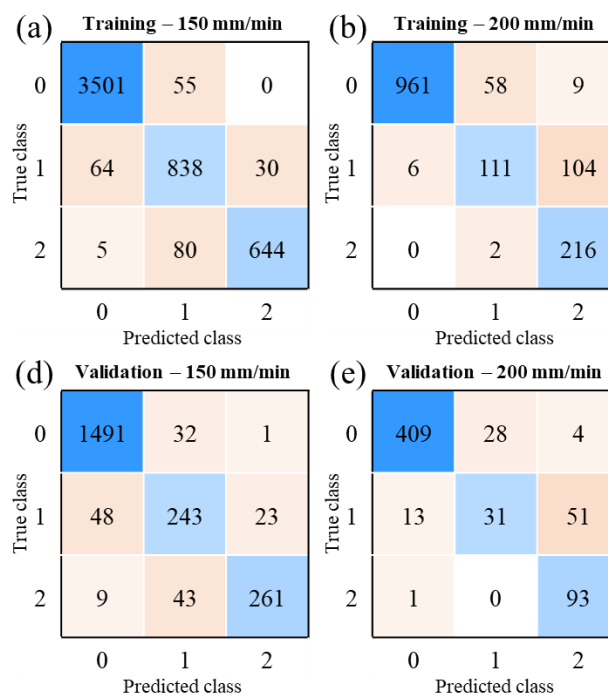 (a) Training – 150 mm/min
True class
0 3501 55 0
1 64 838 30
2 5 80 644
0 1 2
Predicted class
(b) Training – 200 mm/min
True class
0 961 58 9
1 6 111 104
2 0 2 216
0 1 2
Predicted class
(d) Validation – 150 mm/min
True class
0 1491 32 1
1 48 243 23
2 9 43 261
0 1 2
Predicted class
(e) Validation – 200 mm/min
True class
0 409 28 4
1 13 31 51
2 1 0 93
0 1 2
Predicted class